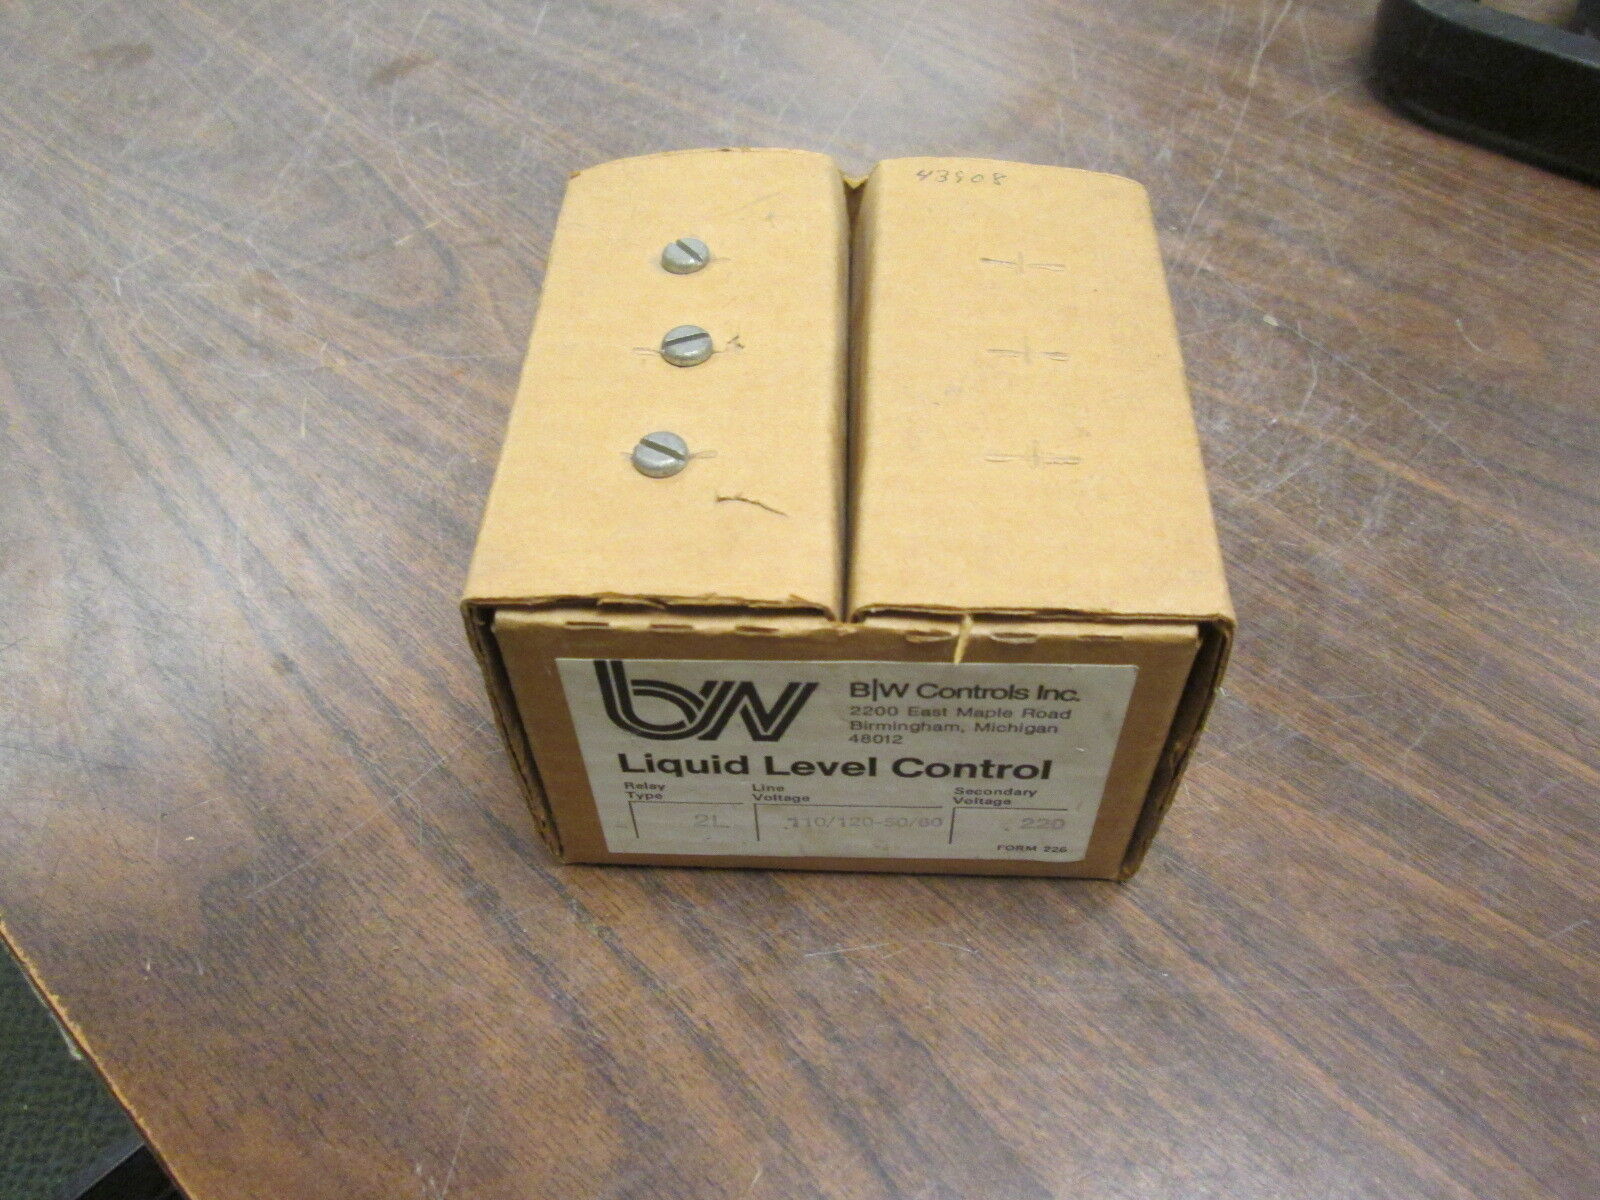 43908
b/w
B|W Controls Inc.
2200 East Maple Road
Birmingham, Michigan
48012
Liquid Level Control
Relay Type
Line Voltage
Secondary Voltage
2L
110/120-50/60
220
FORM 226